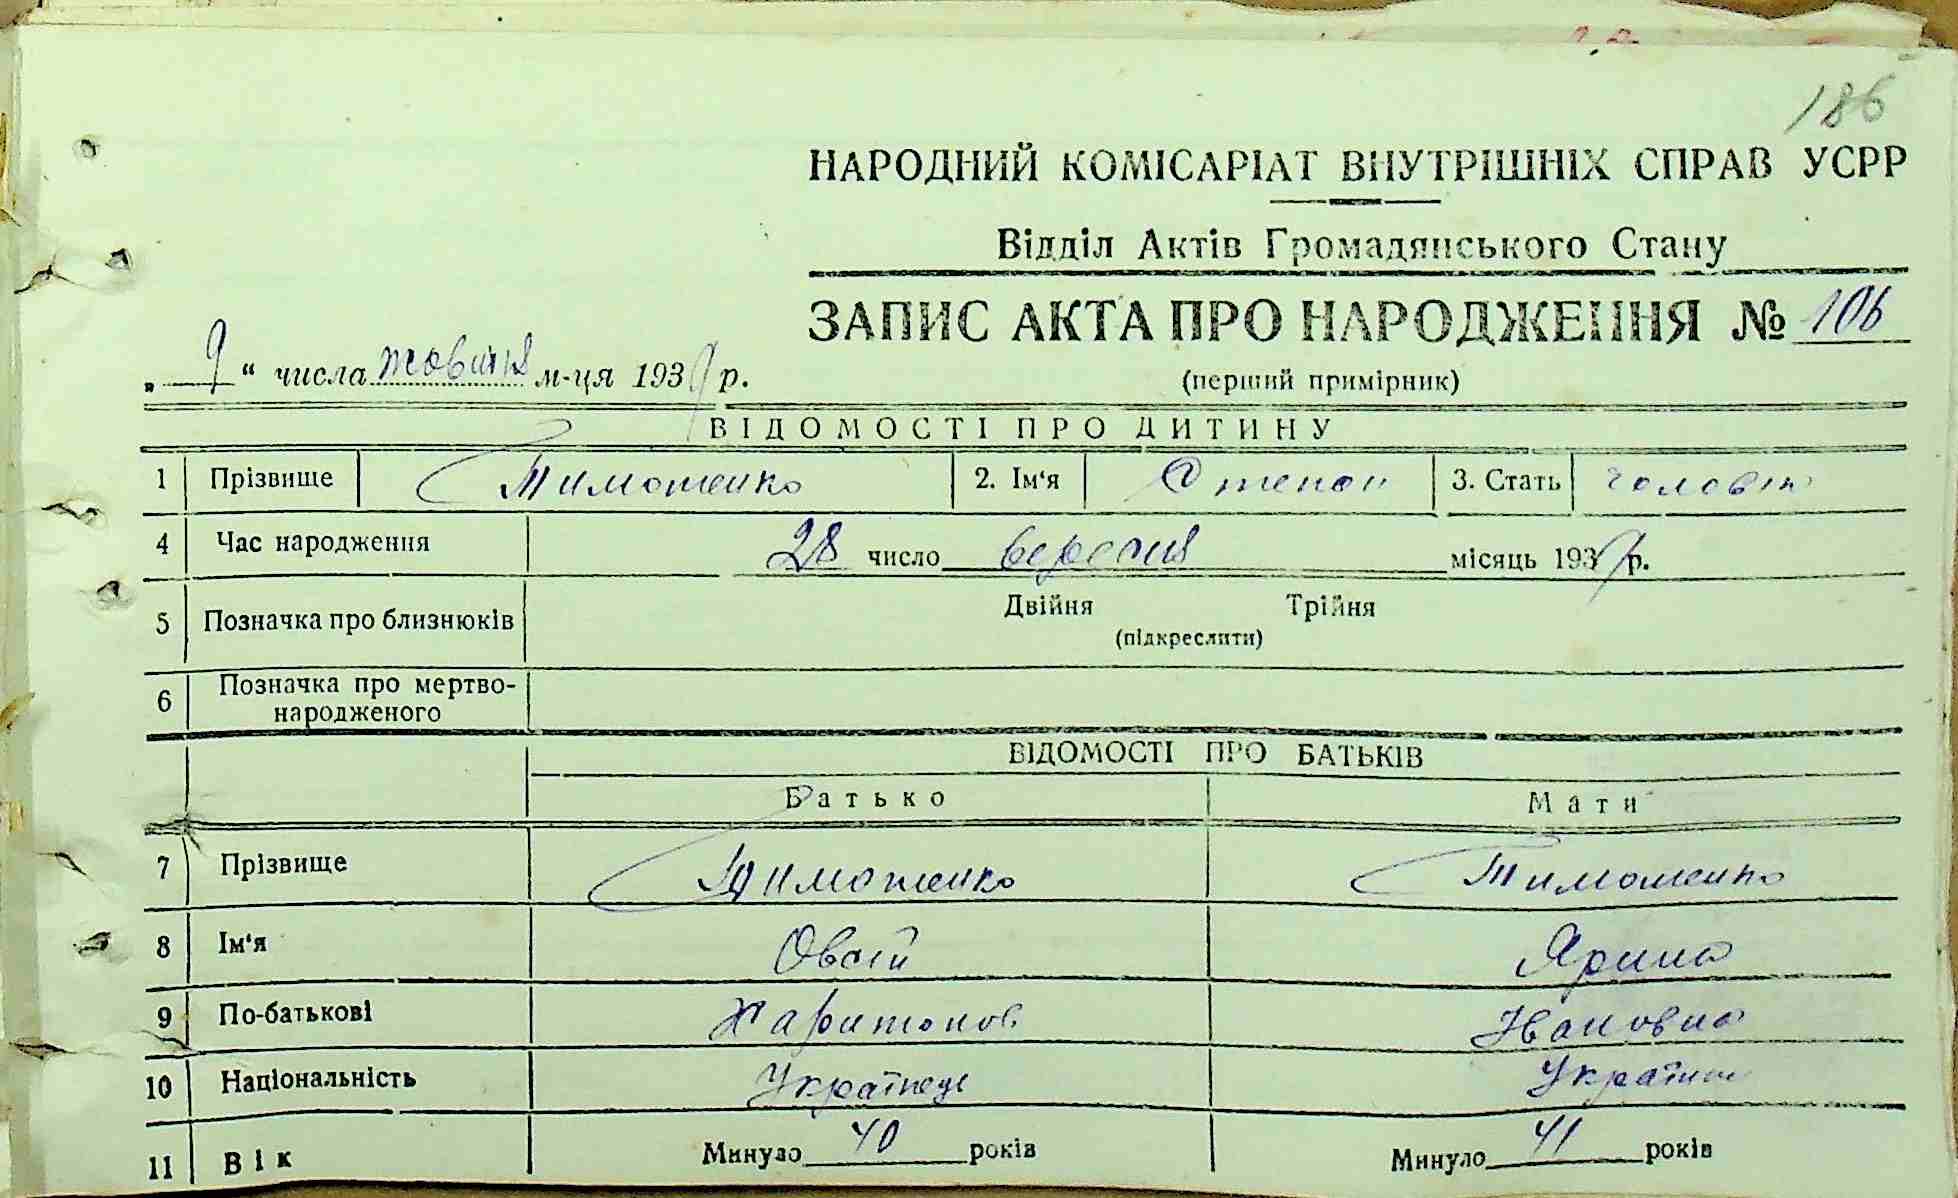 186
НАРОДНИЙ КОМІСАРІАТ ВНУТРІШНІХ СПРАВ УСРР
Відділ Актів Громадянського Стану
ЗАПИС АКТА ПРО НАРОДЖЕННЯ № 106
„ 9 “ числа жовтня м-ця 1937 р.
(перший примірник)
ВІДОМОСТІ ПРО ДИТИНУ
1 Прізвище Тимошенко 2. Ім'я Степан 3. Стать чоловіч
4 Час народження 28 число вересня місяць 1937 р.
5 Позначка про близнюків Двійня Трійня
(підкреслити)
6 Позначка про мертво-
народженого
ВІДОМОСТІ ПРО БАТЬКІВ
Батько Мати
7 Прізвище Тимошенко Тимошенко
8 Ім'я Овсій Ярина
9 По-батькові Харитонов Івановна
10 Національність Українець Україн
11 Вік Минуло 40 років Минуло 41 років